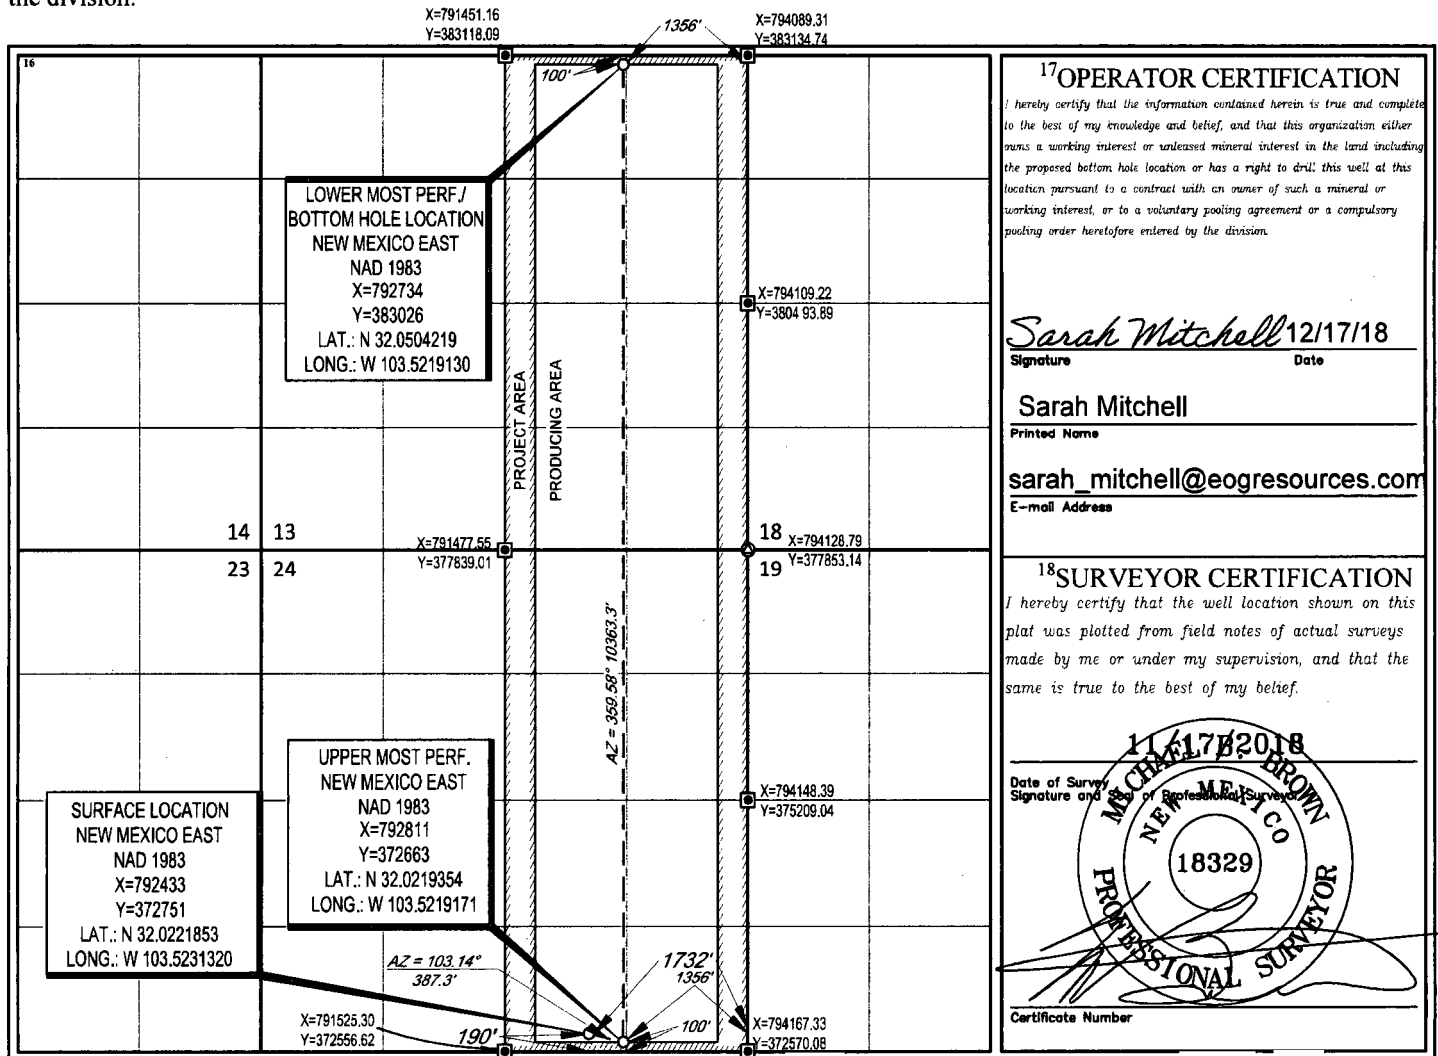 the division.
X=791451.16
Y=383118.09
1356'
X=794089.31
Y=383134.74
16
100'
LOWER MOST PERF./
BOTTOM HOLE LOCATION
NEW MEXICO EAST
NAD 1983
X=792734
Y=383026
LAT.: N 32.0504219
LONG.: W 103.5219130
X=794109.22
Y=3804 93.89
PROJECT AREA
PRODUCING AREA
14 13
18
X=791477.55
Y=377839.01
X=794128.79
Y=377853.14
23 24
19
AZ = 359.58° 10363.3'
UPPER MOST PERF.
NEW MEXICO EAST
NAD 1983
X=792811
Y=372663
LAT.: N 32.0219354
LONG.: W 103.5219171
X=794148.39
Y=375209.04
SURFACE LOCATION
NEW MEXICO EAST
NAD 1983
X=792433
Y=372751
LAT.: N 32.0221853
LONG.: W 103.5231320
AZ = 103.14°
387.3'
1732'
1356'
X=791525.30
Y=372556.62
190'
100'
X=794167.33
Y=372570.08
17 OPERATOR CERTIFICATION
I hereby certify that the information contained herein is true and complete
to the best of my knowledge and belief, and that this organization either
owns a working interest or unleased mineral interest in the land including
the proposed bottom hole location or has a right to drill this well at this
location pursuant to a contract with an owner of such a mineral or
working interest, or to a voluntary pooling agreement or a compulsory
pooling order heretofore entered by the division.
Sarah Mitchell 12/17/18
Signature Date
Sarah Mitchell
Printed Name
sarah_mitchell@eogresources.com
E-mail Address
18 SURVEYOR CERTIFICATION
I hereby certify that the well location shown on this
plat was plotted from field notes of actual surveys
made by me or under my supervision, and that the
same is true to the best of my belief.
11/17/2018
Date of Survey
Signature and Seal of Professional Surveyor
MICHAEL B. BROWN
NEW MEXICO
18329
PROFESSIONAL SURVEYOR
Certificate Number